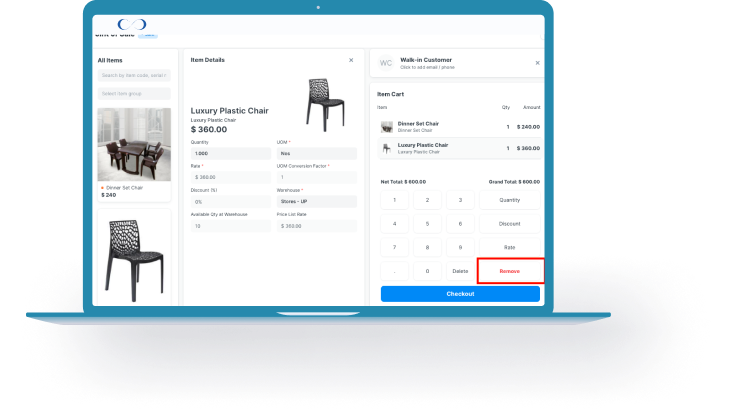 All Items
Search by item code, serial n
Select item group
Dinner Set Chair
$ 240
Item Details
×
Luxury Plastic Chair
Luxury Plastic Chair
$ 360.00
Quantity
UOM *
1.000
Nos
Rate *
UOM Conversion Factor *
$ 360.00
1
Discount (%)
Warehouse *
0%
Stores - UP
Available Qty at Warehouse
Price List Rate
10
$ 360.00
WC
Walk-in Customer
Click to add email / phone
×
Item Cart
Item Qty Amount
Dinner Set Chair 1 $ 240.00
Dinner Set Chair
Luxury Plastic Chair 1 $ 360.00
Luxury Plastic Chair
Net Total: $ 600.00 Grand Total: $ 600.00
1 2 3 Quantity
4 5 6 Discount
7 8 9 Rate
. 0 Delete Remove
Checkout